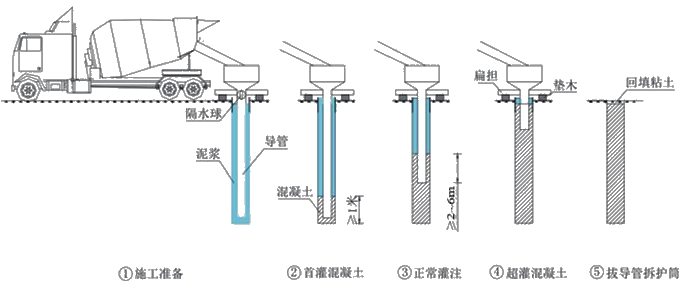 扁担
垫木
回填粘土
隔水球
导管
泥浆
混凝土
≥1米
≥2~6m
①施工准备
②首灌混凝土
③正常灌注
④超灌混凝土
⑤拔导管拆护筒